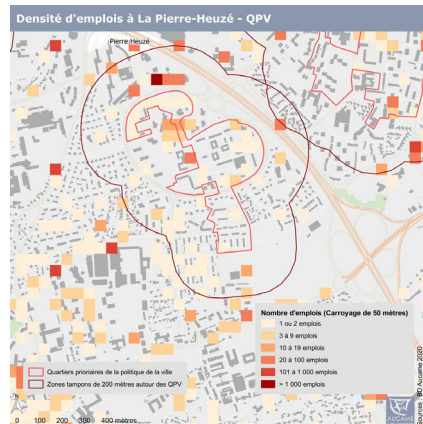 Densité d'emplois à La Pierre-Heuzé - QPV
Pierre Heuzé
Nombre d'emplois (Carroyage de 50 mètres)
1 ou 2 emplois
3 à 9 emplois
10 à 19 emplois
20 à 100 emplois
101 à 1 000 emplois
> 1 000 emplois
Quartiers prioriaires de la politique de la ville
Zones tampons de 200 mètres autour des QPV
N
0 100 200 300 400 mètres
AUCAME
Sources : BD Aucame 2020